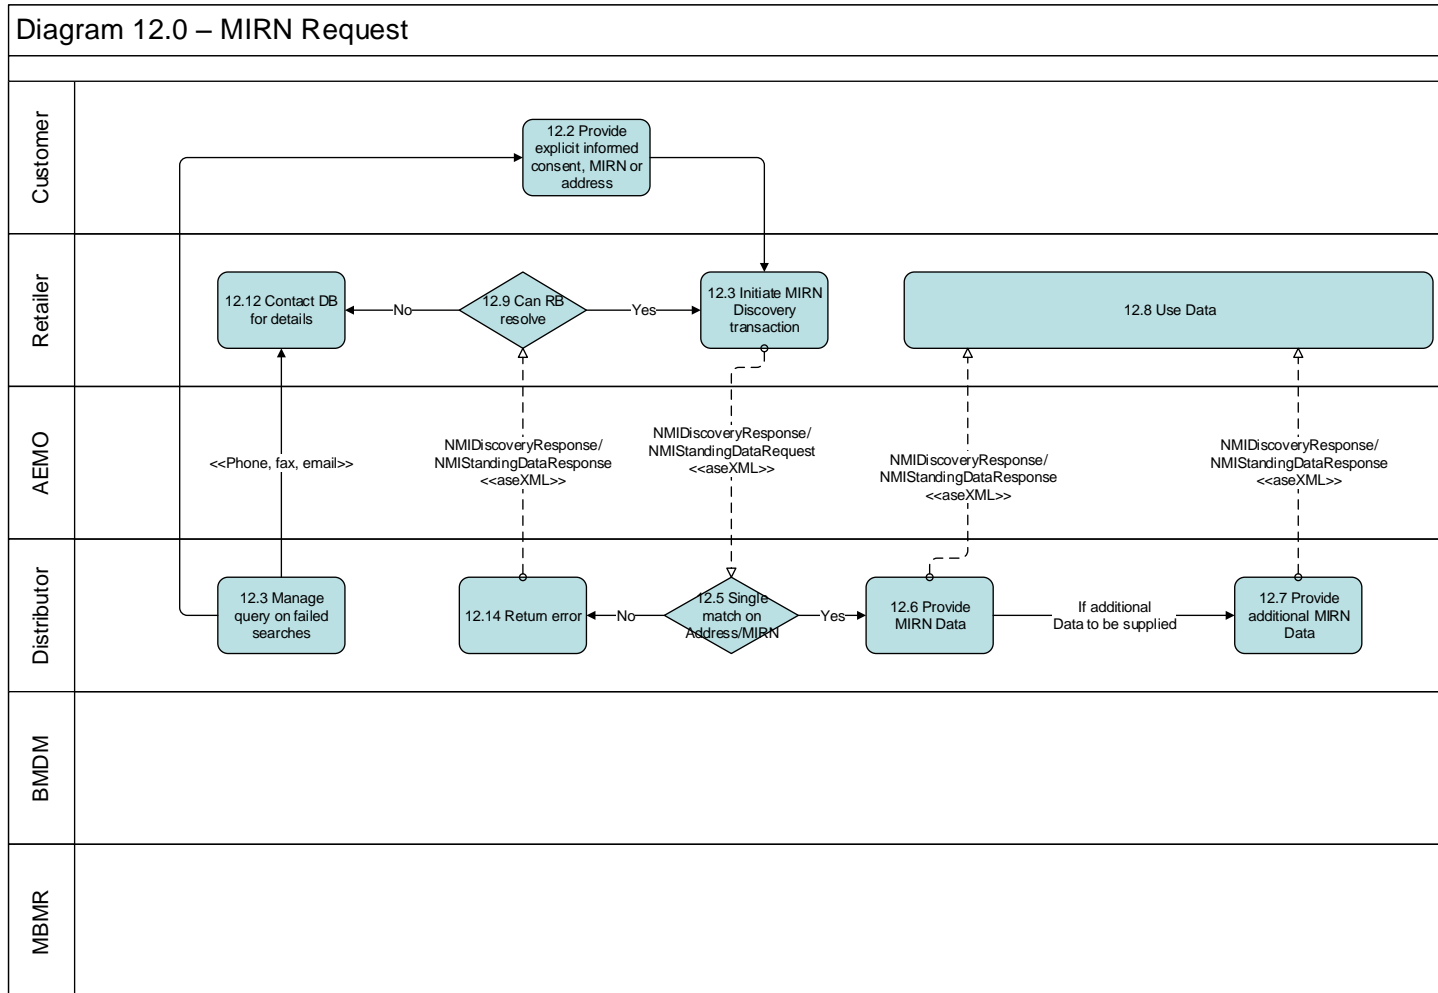 Diagram 12.0 – MIRN Request
Customer
12.2 Provide
explicit informed
consent, MIRN or
address
Retailer
12.12 Contact DB
for details
No
12.9 Can RB
resolve
Yes
12.3 Initiate MIRN
Discovery
transaction
12.8 Use Data
AEMO
<<Phone, fax, email>>
NMIDiscoveryResponse/
NMIStandingDataResponse
<<aseXML>>
NMIDiscoveryResponse/
NMIStandingDataRequest
<<aseXML>>
NMIDiscoveryResponse/
NMIStandingDataResponse
<<aseXML>>
NMIDiscoveryResponse/
NMIStandingDataResponse
<<aseXML>>
Distributor
12.3 Manage
query on failed
searches
12.14 Return error
No
12.5 Single
match on
Address/MIRN
Yes
12.6 Provide
MIRN Data
If additional
Data to be supplied
12.7 Provide
additional MIRN
Data
BMDM
MBMR